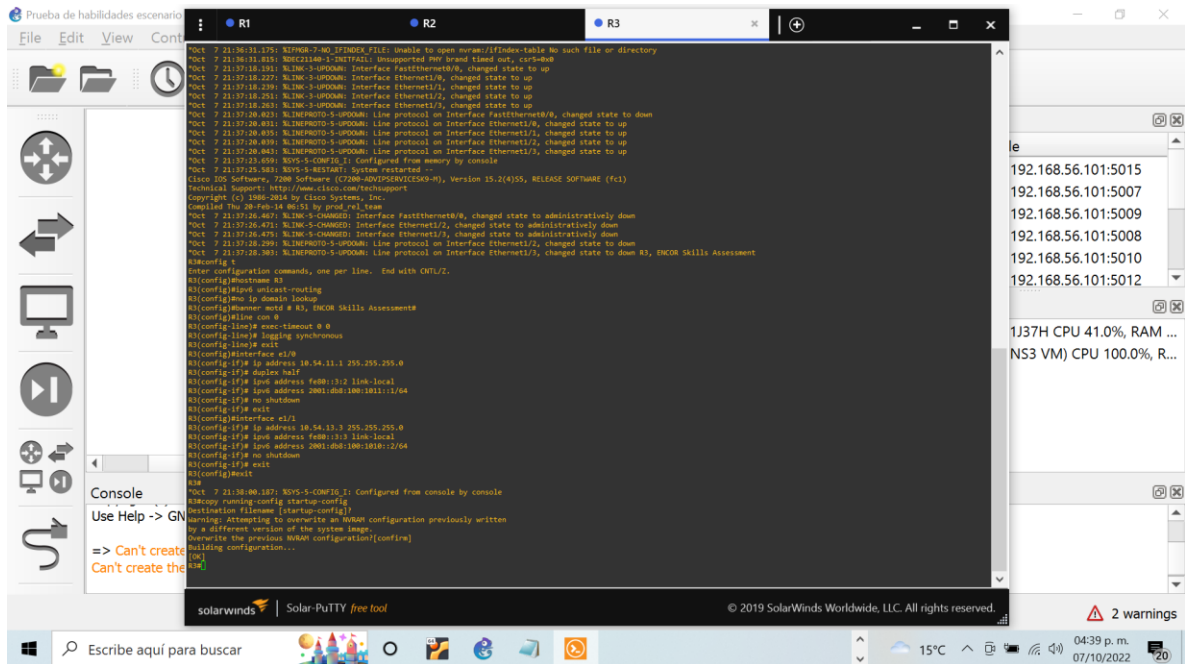 Prueba de habilidades escenario
File Edit View Cont
R1
R2
R3
*Oct 7 21:36:31.175: %IFMGR-7-NO_IFINDEX_FILE: Unable to open nvram:/ifIndex-table No such file or directory
*Oct 7 21:36:31.815: %DEC21140-1-INITFAIL: Unsupported PHY brand timed out, csr5=0x0
*Oct 7 21:37:18.191: %LINK-3-UPDOWN: Interface FastEthernet0/0, changed state to up
*Oct 7 21:37:18.227: %LINK-3-UPDOWN: Interface Ethernet1/0, changed state to up
*Oct 7 21:37:18.239: %LINK-3-UPDOWN: Interface Ethernet1/1, changed state to up
*Oct 7 21:37:18.251: %LINK-3-UPDOWN: Interface Ethernet1/2, changed state to up
*Oct 7 21:37:18.263: %LINK-3-UPDOWN: Interface Ethernet1/3, changed state to up
*Oct 7 21:37:20.023: %LINEPROTO-5-UPDOWN: Line protocol on Interface FastEthernet0/0, changed state to down
*Oct 7 21:37:20.031: %LINEPROTO-5-UPDOWN: Line protocol on Interface Ethernet1/0, changed state to up
*Oct 7 21:37:20.035: %LINEPROTO-5-UPDOWN: Line protocol on Interface Ethernet1/1, changed state to up
*Oct 7 21:37:20.039: %LINEPROTO-5-UPDOWN: Line protocol on Interface Ethernet1/2, changed state to up
*Oct 7 21:37:20.043: %LINEPROTO-5-UPDOWN: Line protocol on Interface Ethernet1/3, changed state to up
*Oct 7 21:37:23.659: %SYS-5-CONFIG_I: Configured from memory by console
*Oct 7 21:37:25.583: %SYS-5-RESTART: System restarted --
Cisco IOS Software, 7200 Software (C7200-ADVIPSERVICESK9-M), Version 15.2(4)S5, RELEASE SOFTWARE (fc1)
Technical Support: http://www.cisco.com/techsupport
Copyright (c) 1986-2014 by Cisco Systems, Inc.
Compiled Thu 20-Feb-14 06:51 by prod_rel_team
*Oct 7 21:37:26.467: %LINK-5-CHANGED: Interface FastEthernet0/0, changed state to administratively down
*Oct 7 21:37:26.471: %LINK-5-CHANGED: Interface Ethernet1/2, changed state to administratively down
*Oct 7 21:37:26.475: %LINK-5-CHANGED: Interface Ethernet1/3, changed state to administratively down
*Oct 7 21:37:28.299: %LINEPROTO-5-UPDOWN: Line protocol on Interface Ethernet1/2, changed state to down
*Oct 7 21:37:28.303: %LINEPROTO-5-UPDOWN: Line protocol on Interface Ethernet1/3, changed state to down R3, ENCOR Skills Assessment
R3#config t
Enter configuration commands, one per line. End with CNTL/Z.
R3(config)#hostname R3
R3(config)#ipv6 unicast-routing
R3(config)#no ip domain lookup
R3(config)#banner motd # R3, ENCOR Skills Assessment#
R3(config)#line con 0
R3(config-line)# exec-timeout 0 0
R3(config-line)# logging synchronous
R3(config-line)# exit
R3(config)#interface e1/0
R3(config-if)# ip address 10.54.11.1 255.255.255.0
R3(config-if)# duplex half
R3(config-if)# ipv6 address fe80::3:2 link-local
R3(config-if)# ipv6 address 2001:db8:100:1011::1/64
R3(config-if)# no shutdown
R3(config-if)# exit
R3(config)#interface e1/1
R3(config-if)# ip address 10.54.13.3 255.255.255.0
R3(config-if)# ipv6 address fe80::3:3 link-local
R3(config-if)# ipv6 address 2001:db8:100:1010::2/64
R3(config-if)# no shutdown
R3(config-if)# exit
R3(config)#exit
R3#
*Oct 7 21:38:00.187: %SYS-5-CONFIG_I: Configured from console by console
R3#copy running-config startup-config
Destination filename [startup-config]?
Warning: Attempting to overwrite an NVRAM configuration previously written
by a different version of the system image.
Overwrite the previous NVRAM configuration?[confirm]
Building configuration...
[OK]
R3#
solarwinds Solar-PuTTY free tool
© 2019 SolarWinds Worldwide, LLC. All rights reserved.
le
192.168.56.101:5015
192.168.56.101:5007
192.168.56.101:5009
192.168.56.101:5008
192.168.56.101:5010
192.168.56.101:5012
1J37H CPU 41.0%, RAM ...
NS3 VM) CPU 100.0%, R...
Console
Use Help -> GN
=> Can't create
Can't create the
2 warnings
Escribe aquí para buscar
15°C
04:39 p. m.
07/10/2022
20